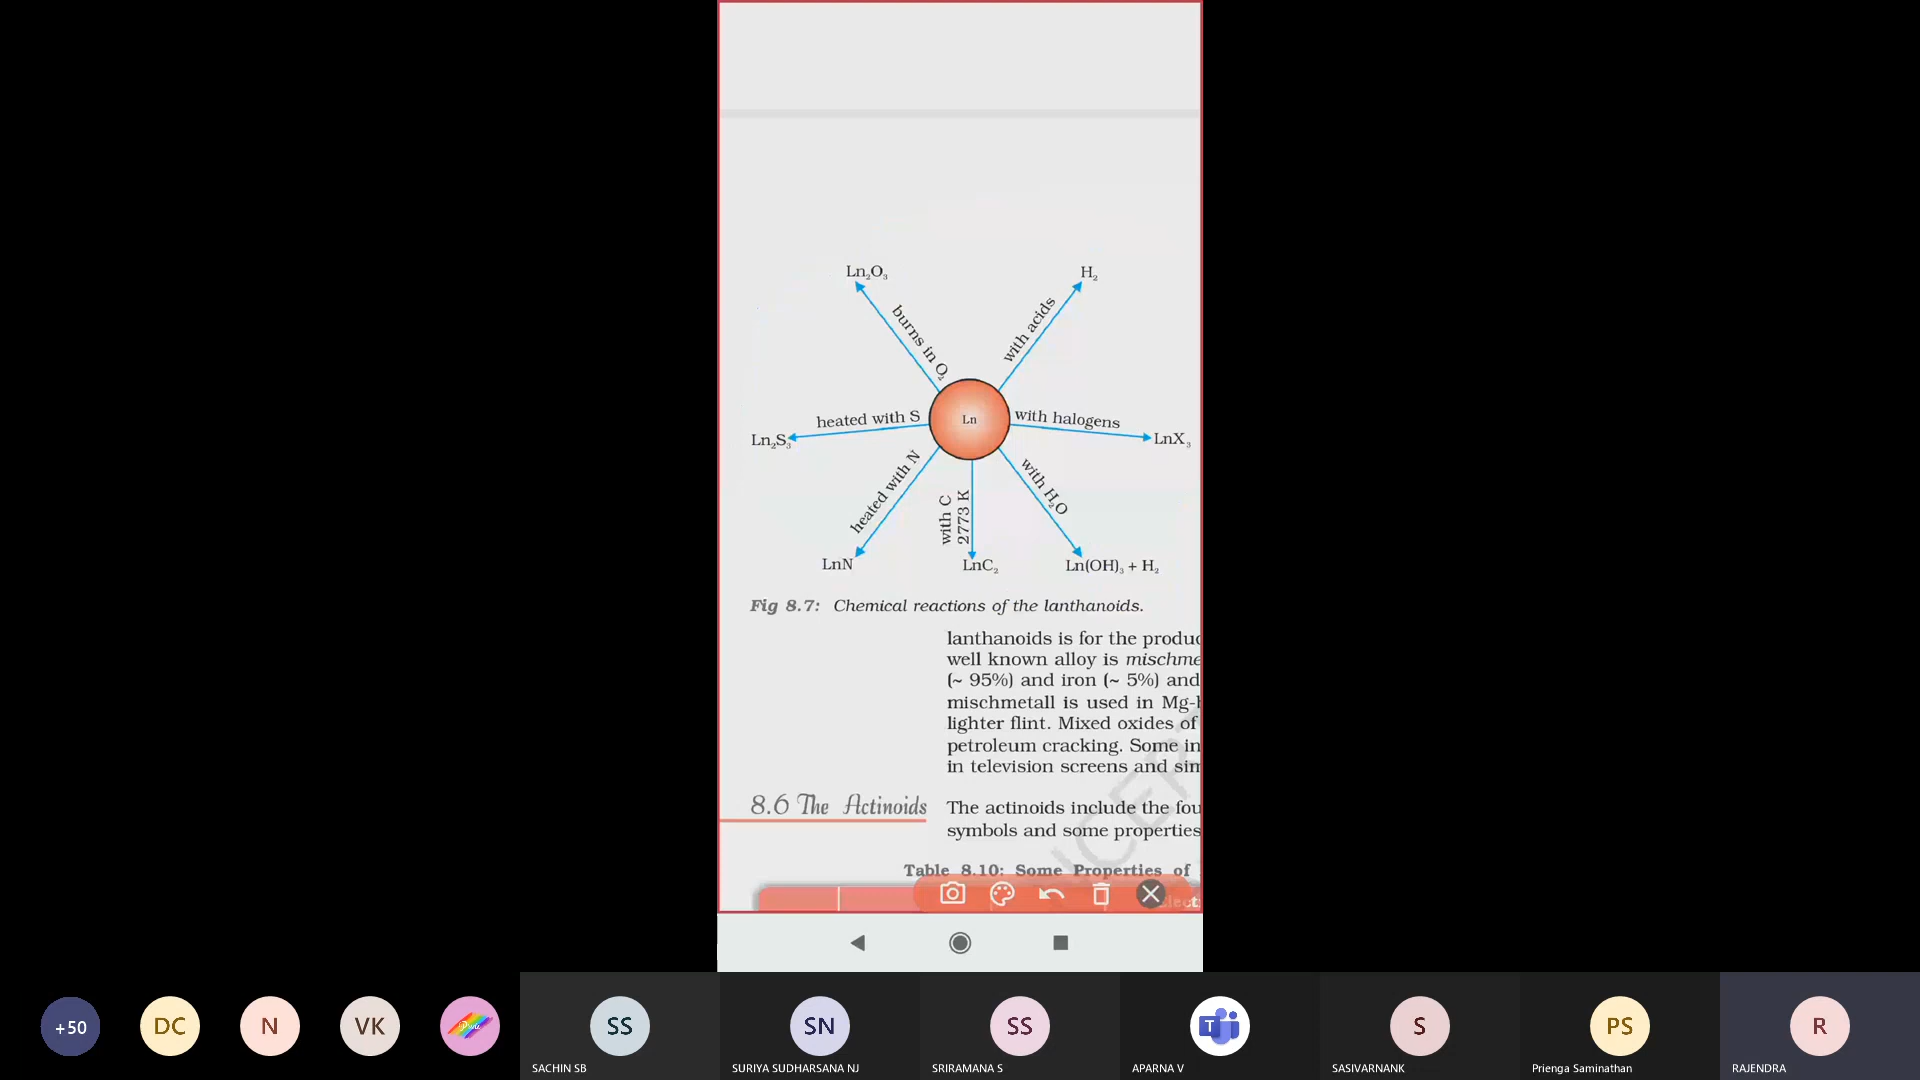 Ln₂O₃
H₂
burns in O₂
with acids
Ln
heated with S
with halogens
Ln₂S₃
LnX₃
heated with N
with C
2773 K
with H₂O
LnN
LnC₂
Ln(OH)₃ + H₂
Fig 8.7: Chemical reactions of the lanthanoids.
lanthanoids is for the produc
well known alloy is mischme
(~ 95%) and iron (~ 5%) and
mischmetall is used in Mg-
lighter flint. Mixed oxides of
petroleum cracking. Some in
in television screens and sim
8.6 The Actinoids
The actinoids include the fou
symbols and some properties
Table 8.10: Some Properties of
+50
DC
N
VK
SS
SN
SS
T
S
PS
R
SACHIN SB
SURIYA SUDHARSANA NJ
SRIRAMANA S
APARNA V
SASIVARNANK
Prienga Saminathan
RAJENDRA